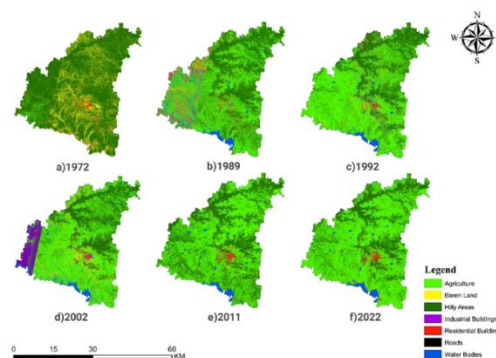 N
W
S
a)1972
b)1989
c)1992
d)2002
e)2011
f)2022
Legend
Agriculture
Baren Land
Hilly Areas
Industrial Buildings
Residential Buildin
Roads
Water Bodies
0 15 30 60
KM